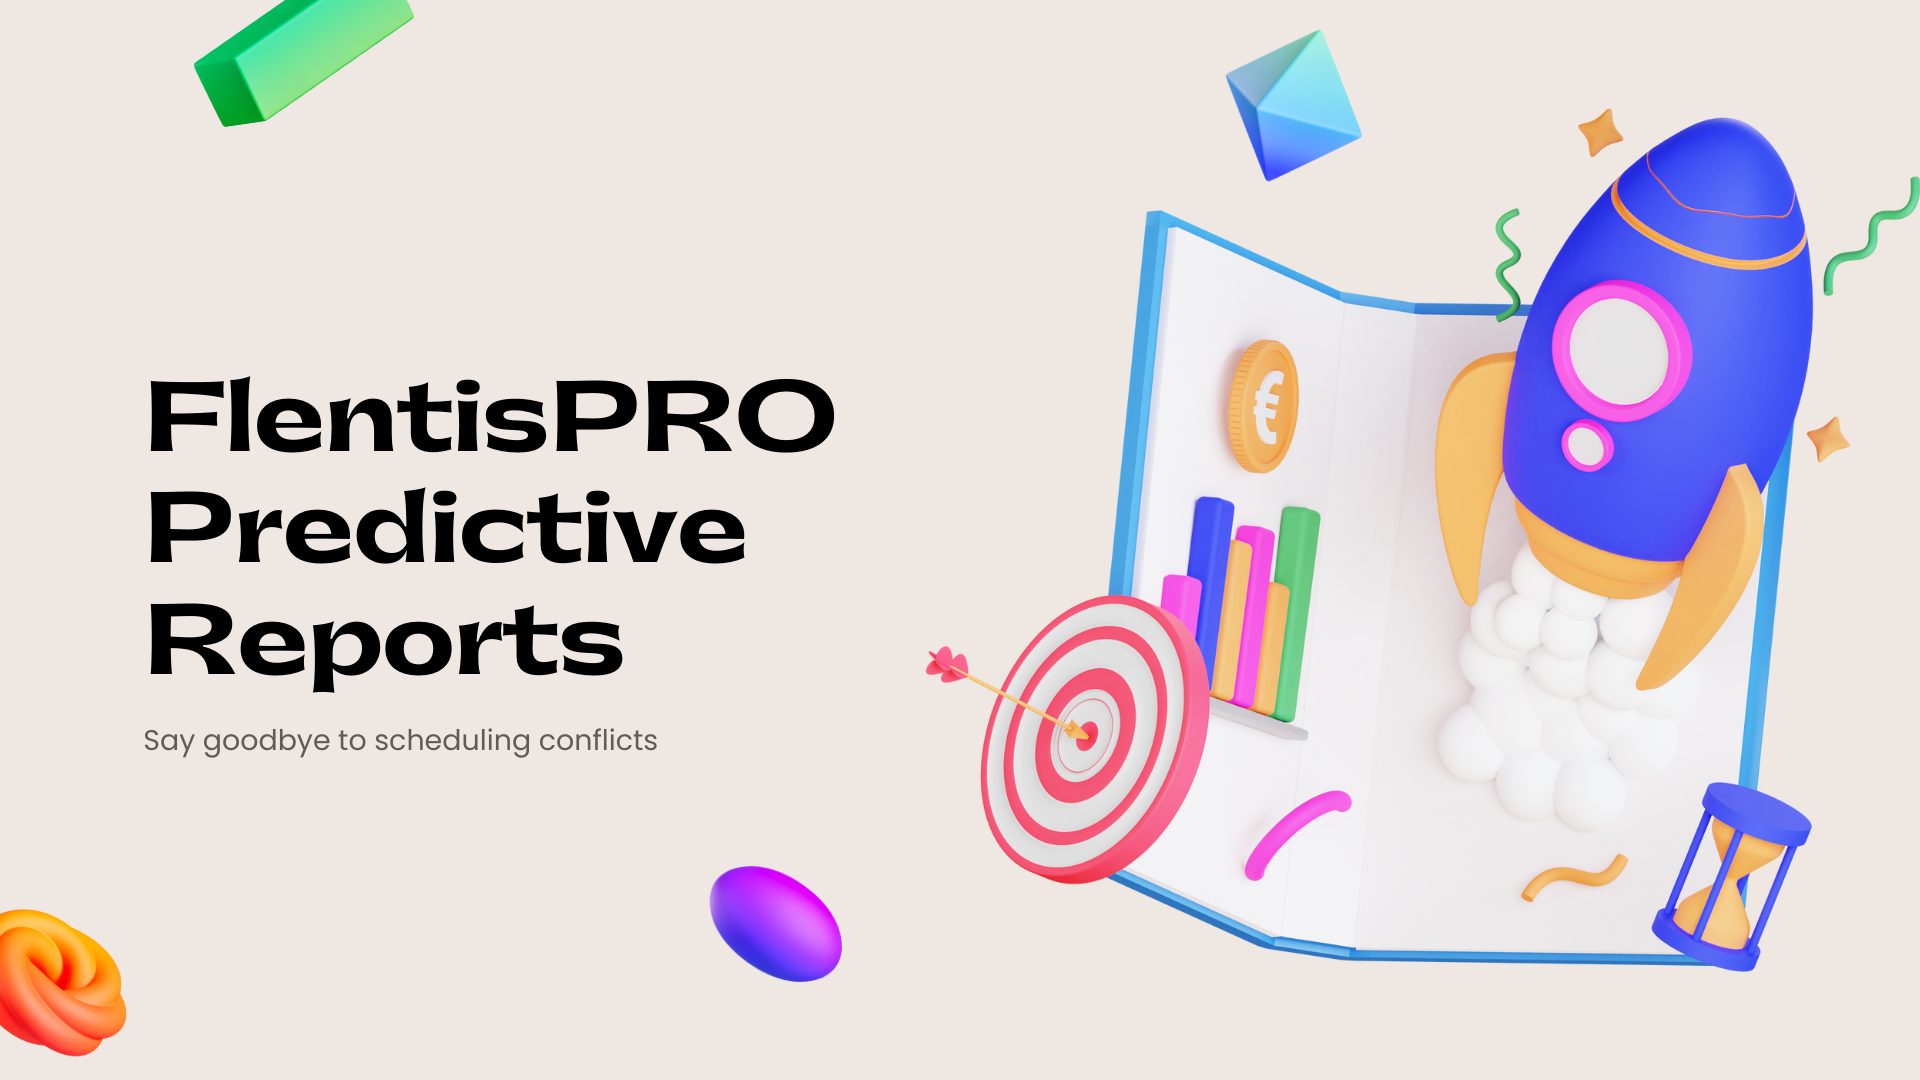 FlentisPRO
Predictive
Reports
Say goodbye to scheduling conflicts
€